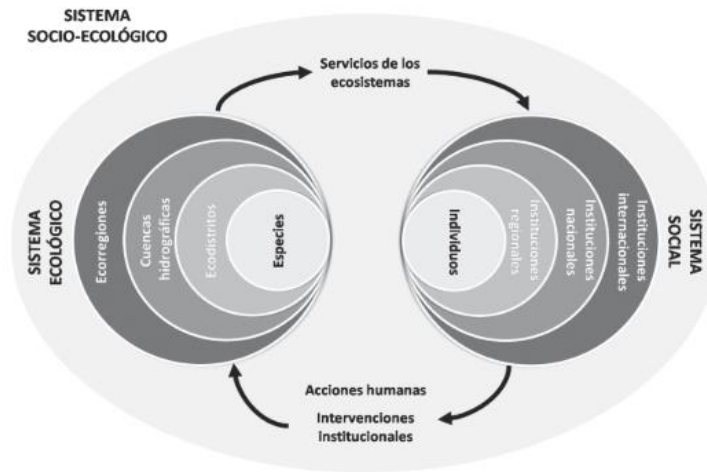 SISTEMA
SOCIO-ECOLÓGICO
Servicios de los
ecosistemas
SISTEMA
ECOLÓGICO
Ecorregiones
Cuencas
hidrográficas
Ecodistritos
Especies
Individuos
Instituciones
regionales
Instituciones
nacionales
Instituciones
internacionales
SISTEMA
SOCIAL
Acciones humanas
Intervenciones
institucionales